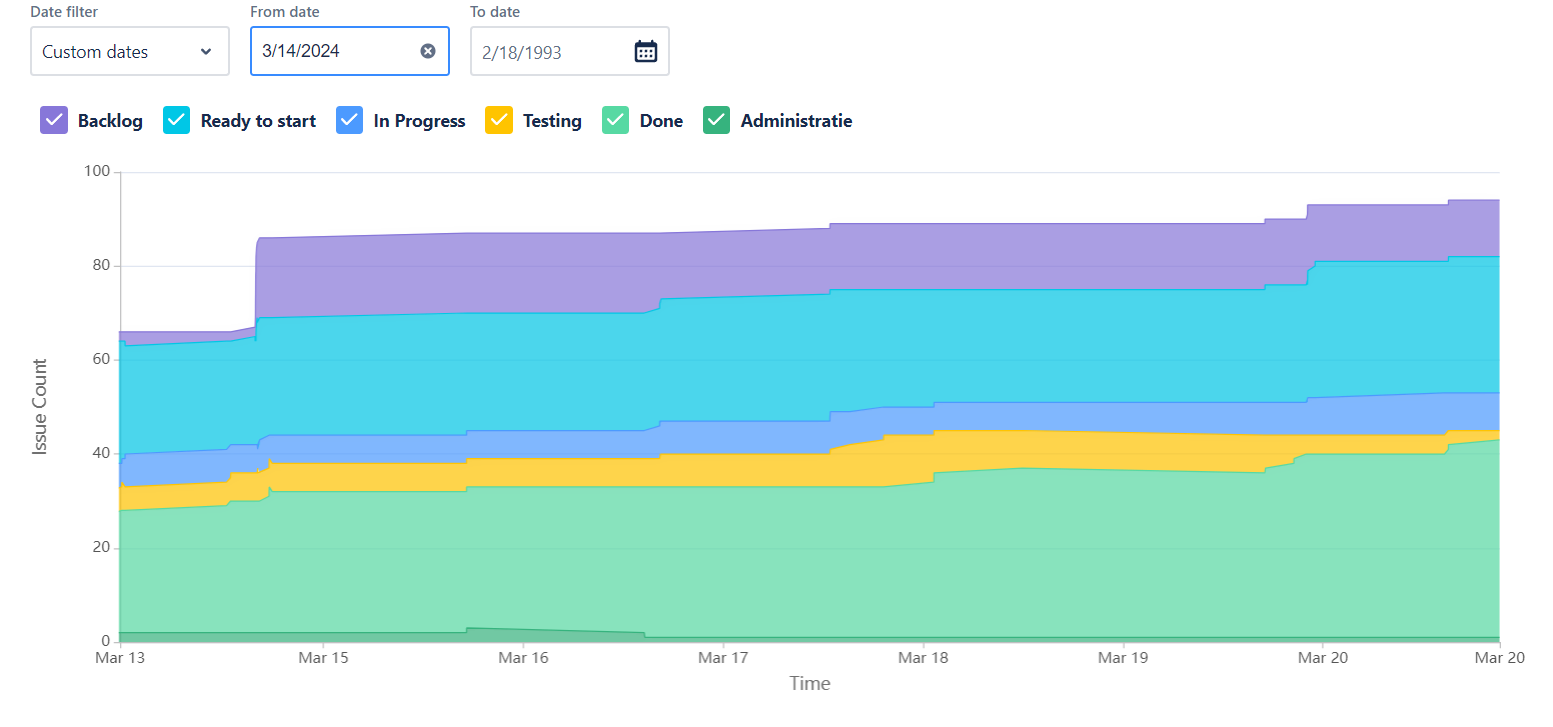 Date filter From date To date
Custom dates 3/14/2024 2/18/1993
Backlog Ready to start In Progress Testing Done Administratie
100
80
60
40
20
0
Issue Count
Mar 13 Mar 15 Mar 16 Mar 17 Mar 18 Mar 19 Mar 20 Mar 20
Time